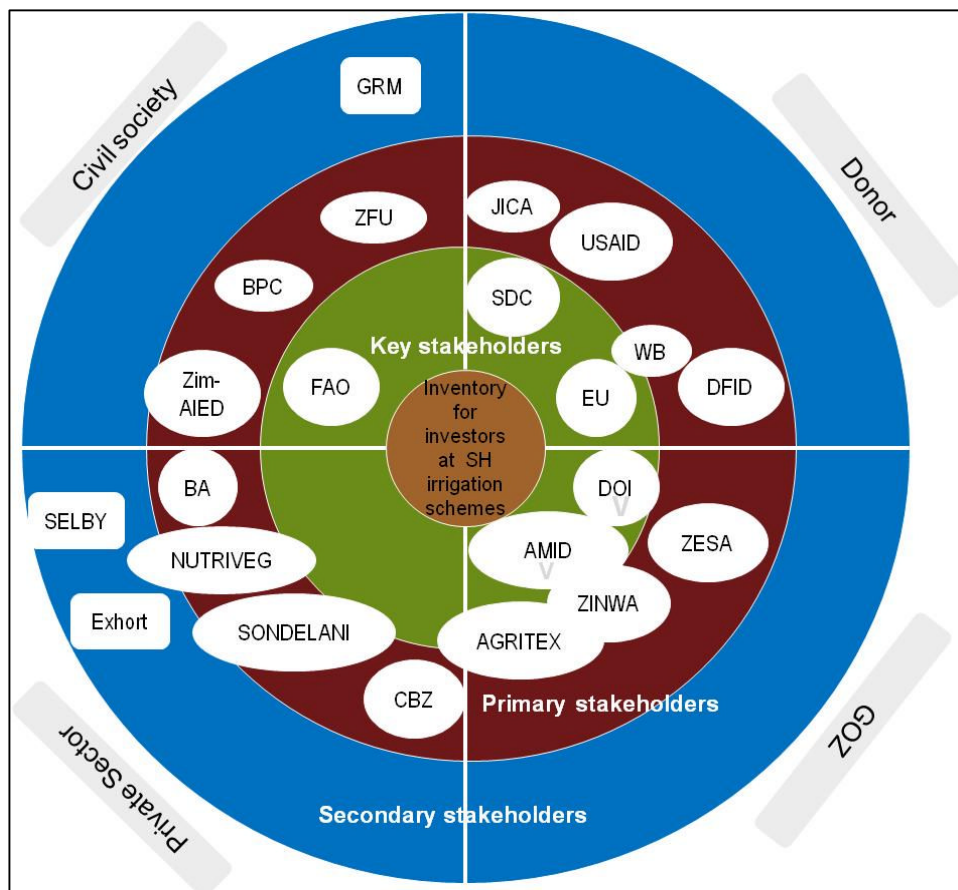 GRM
Civil society
Donor
ZFU
JICA
USAID
BPC
SDC
Key stakeholders
WB
Zim-
AIED
FAO
EU
DFID
Inventory
for
investors
at SH
irrigation
schemes
BA
DOI
V
SELBY
NUTRIVEG
AMID
V
ZESA
Exhort
SONDELANI
ZINWA
AGRITEX
CBZ
Primary stakeholders
GOZ
Private Sector
Secondary stakeholders